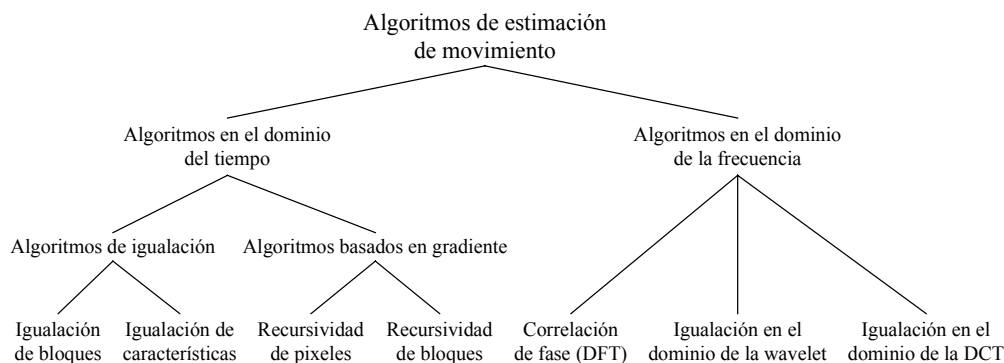 Algoritmos de estimación
de movimiento
Algoritmos en el dominio
del tiempo
Algoritmos en el dominio
de la frecuencia
Algoritmos de igualación
Algoritmos basados en gradiente
Igualación
de bloques
Igualación de
características
Recursividad
de pixeles
Recursividad
de bloques
Correlación
de fase (DFT)
Igualación en el
dominio de la wavelet
Igualación en el
dominio de la DCT